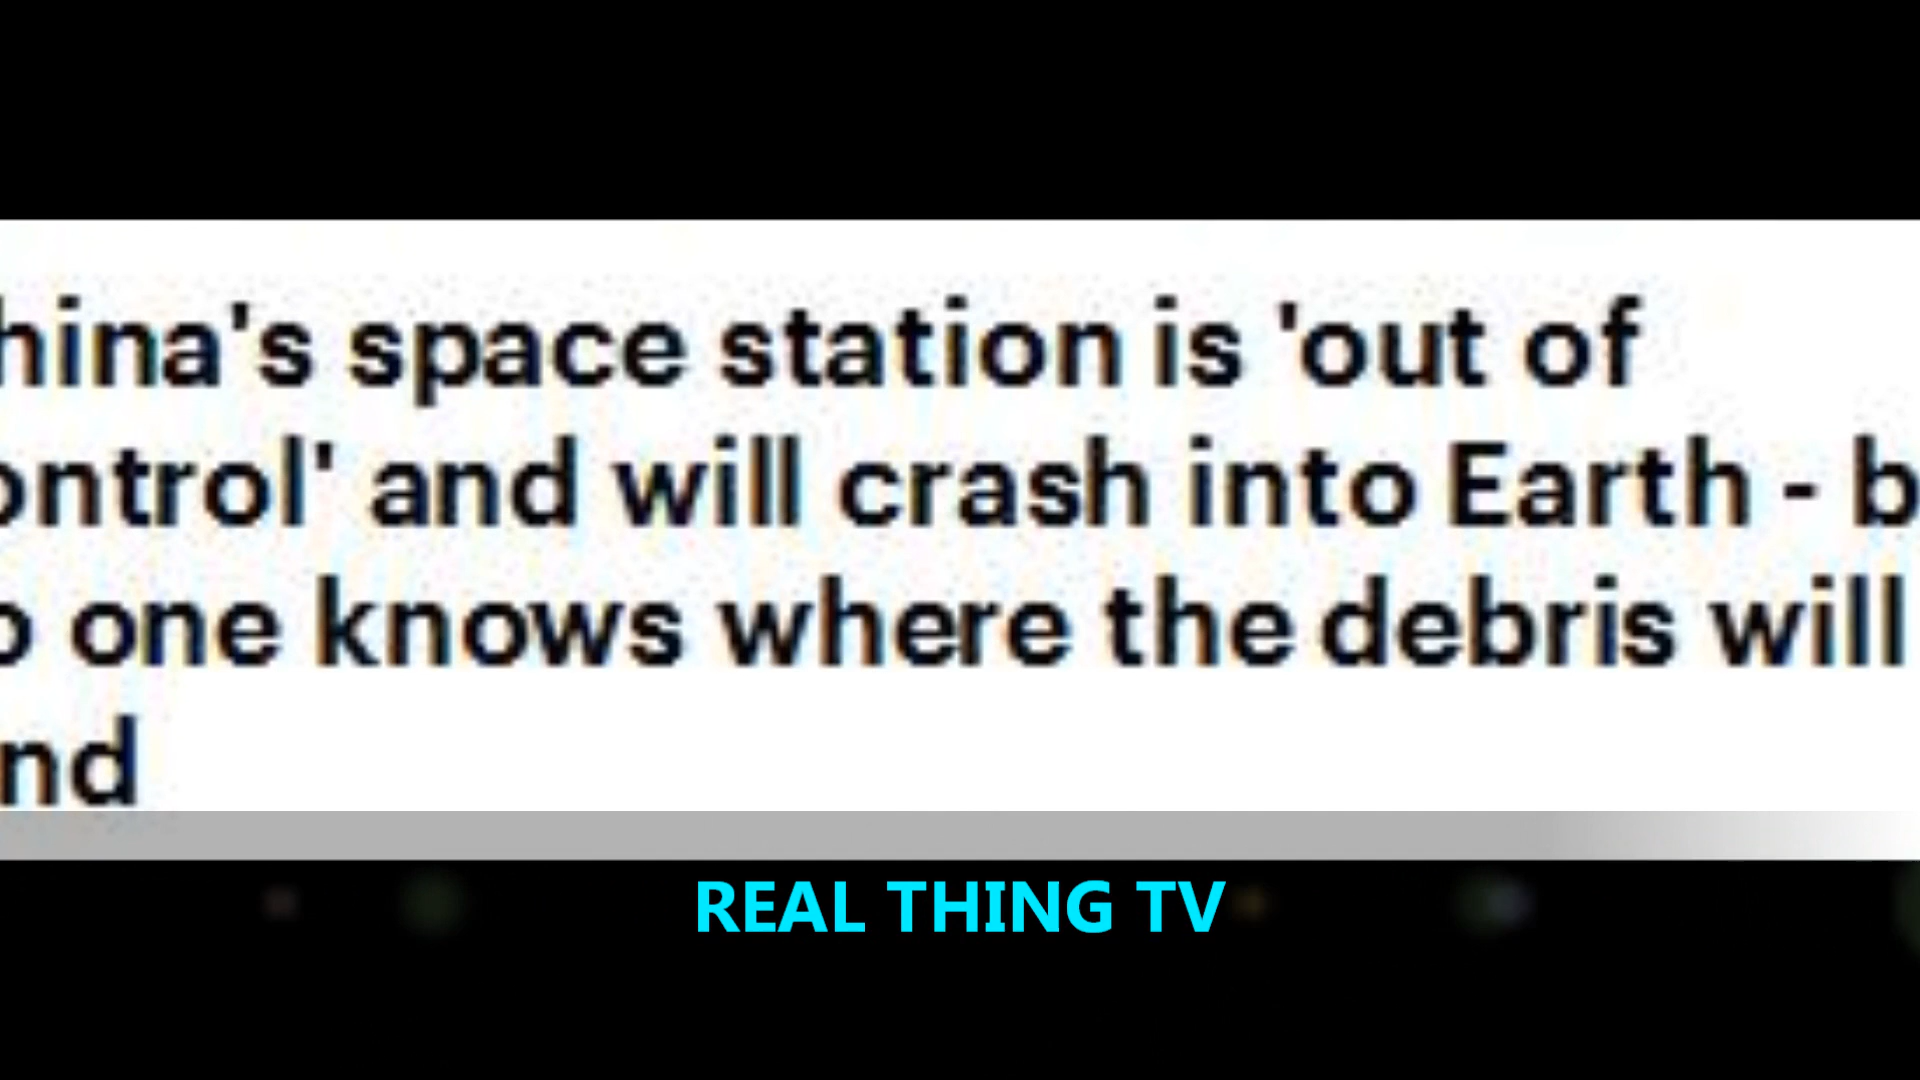 hina's space station is 'out of
ontrol' and will crash into Earth - b
o one knows where the debris will
nd
REAL THING TV